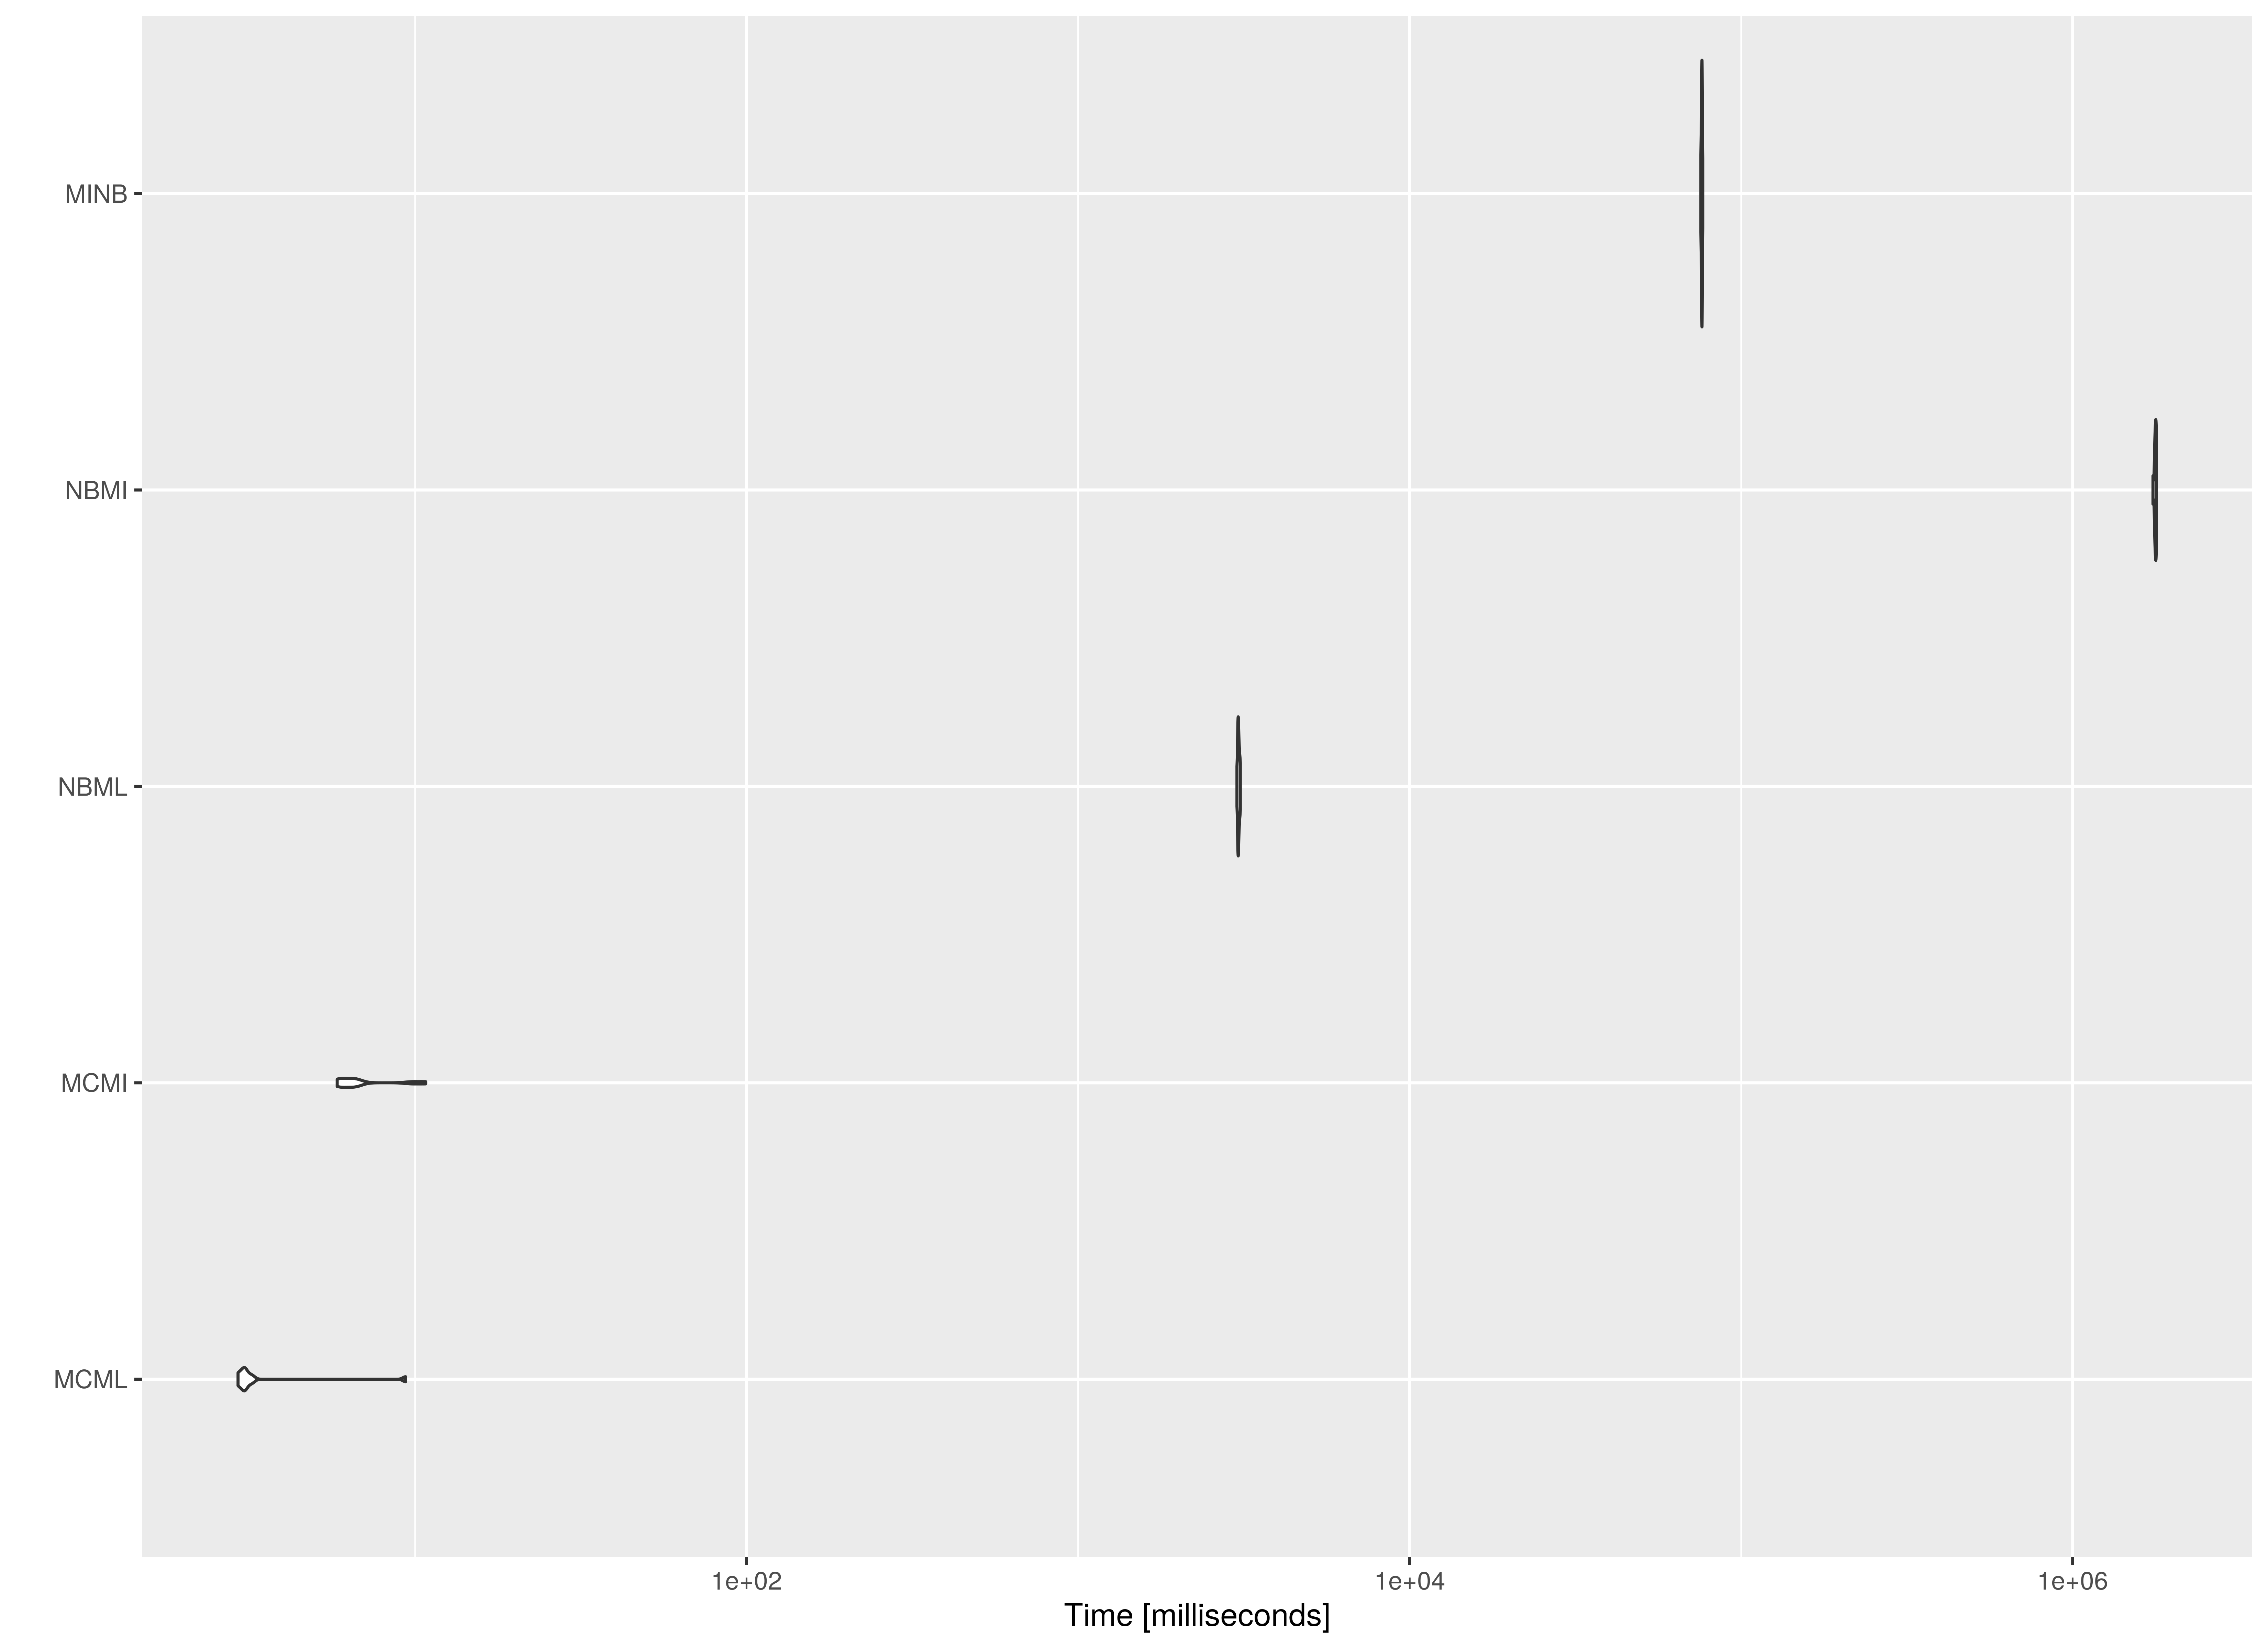 MINB
NBMI
NBML
MCMI
MCML
1e+02 1e+04 1e+06
Time [milliseconds]